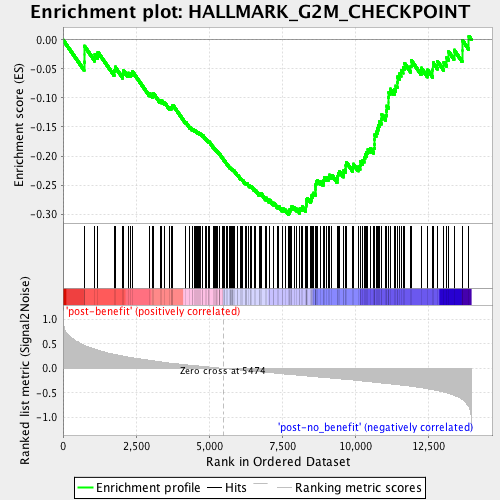 Enrichment plot: HALLMARK_G2M_CHECKPOINT
Enrichment score (ES)
0.00
-0.05
-0.10
-0.15
-0.20
-0.25
-0.30
'post-benefit' (positively correlated)
Ranked list metric (Signal2Noise)
1.0
0.5
0.0
-0.5
-1.0
Zero cross at 5474
'post-no_benefit' (negatively correlated)
0
2,500
5,000
7,500
10,000
12,500
Rank in Ordered Dataset
Enrichment profile
Hits
Ranking metric scores